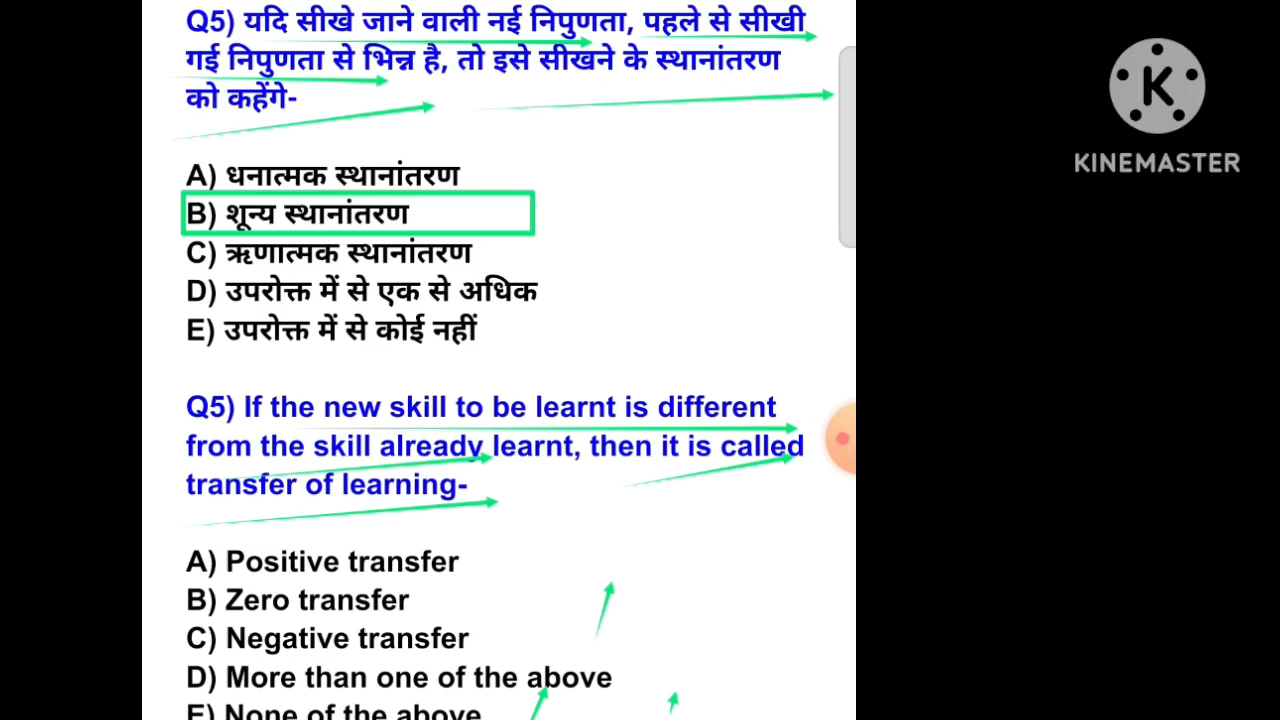 Q5) यदि सीखे जाने वाली नई निपुणता, पहले से सीखी
गई निपुणता से भिन्न है, तो इसे सीखने के स्थानांतरण
को कहेंगे-
A) धनात्मक स्थानांतरण
B) शून्य स्थानांतरण
C) ऋणात्मक स्थानांतरण
D) उपरोक्त में से एक से अधिक
E) उपरोक्त में से कोई नहीं
Q5) If the new skill to be learnt is different
from the skill already learnt, then it is called
transfer of learning-
A) Positive transfer
B) Zero transfer
C) Negative transfer
D) More than one of the above
E) None of the above
K
KINEMASTER